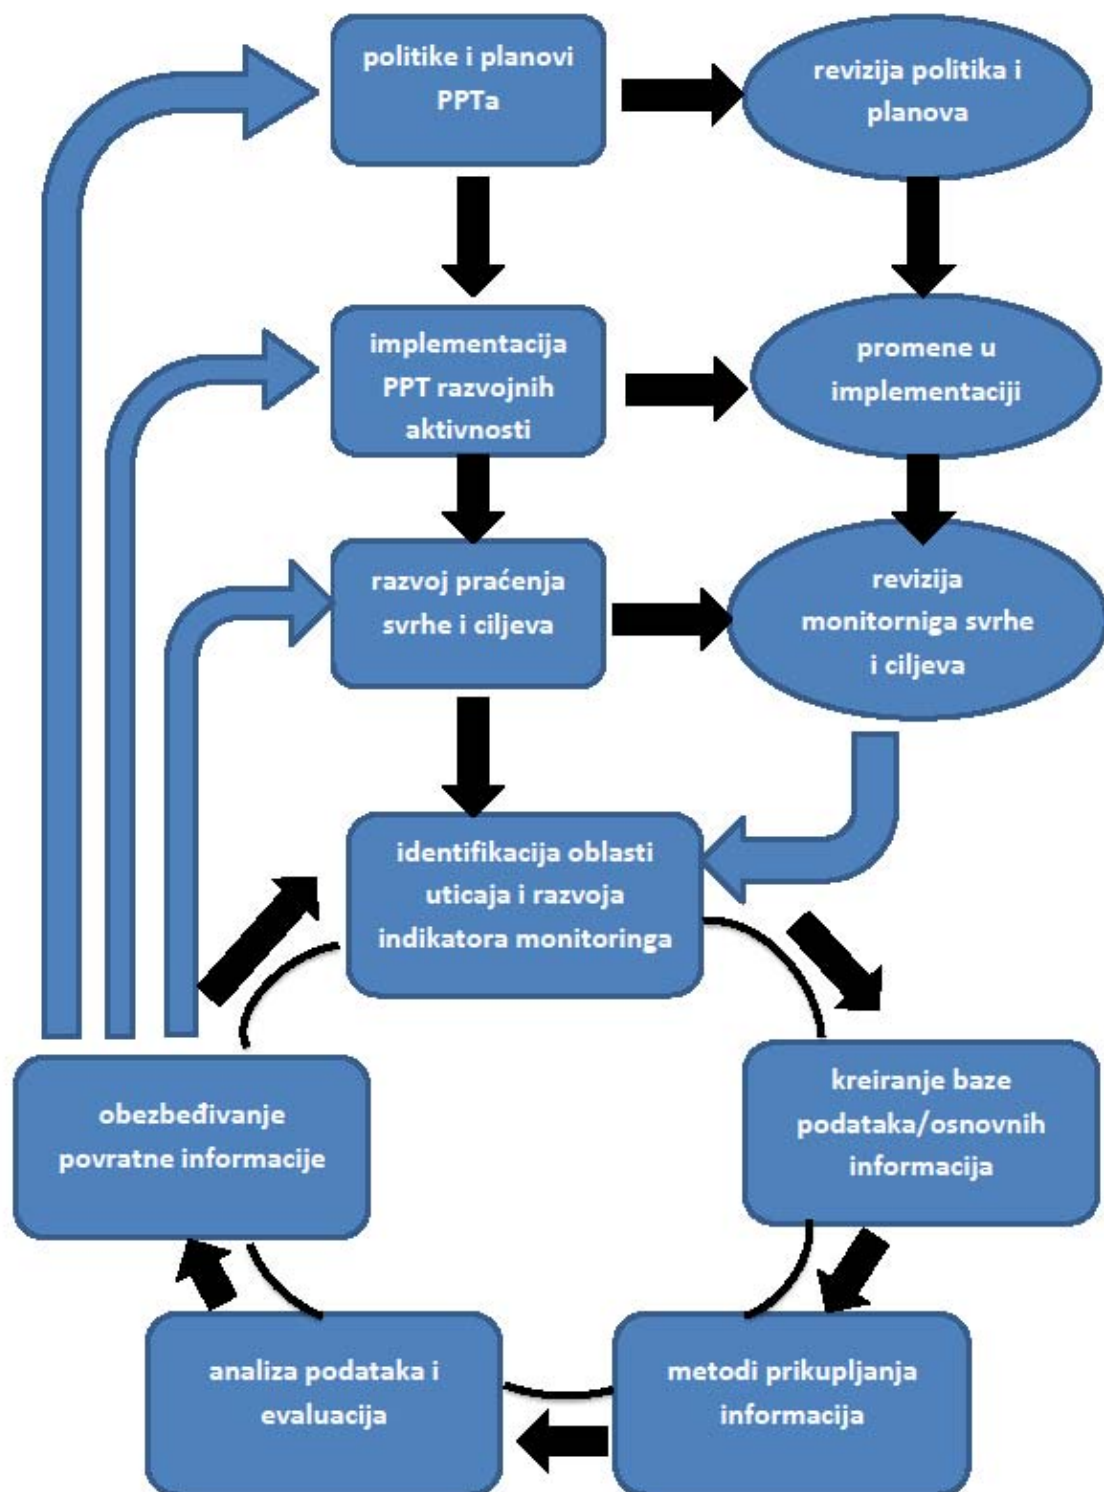 politike i planovi
PPTa
revizija politika i
planova
implementacija
PPT razvojnih
aktivnosti
promene u
implementaciji
razvoj praćenja
svrhe i ciljeva
revizija
monitorniga svrhe
i ciljeva
identifikacija oblasti
uticaja i razvoja
indikatora monitoringa
obezbeđivanje
povratne informacije
kreiranje baze
podataka/osnovnih
informacija
analiza podataka i
evaluacija
metodi prikupljanja
informacija